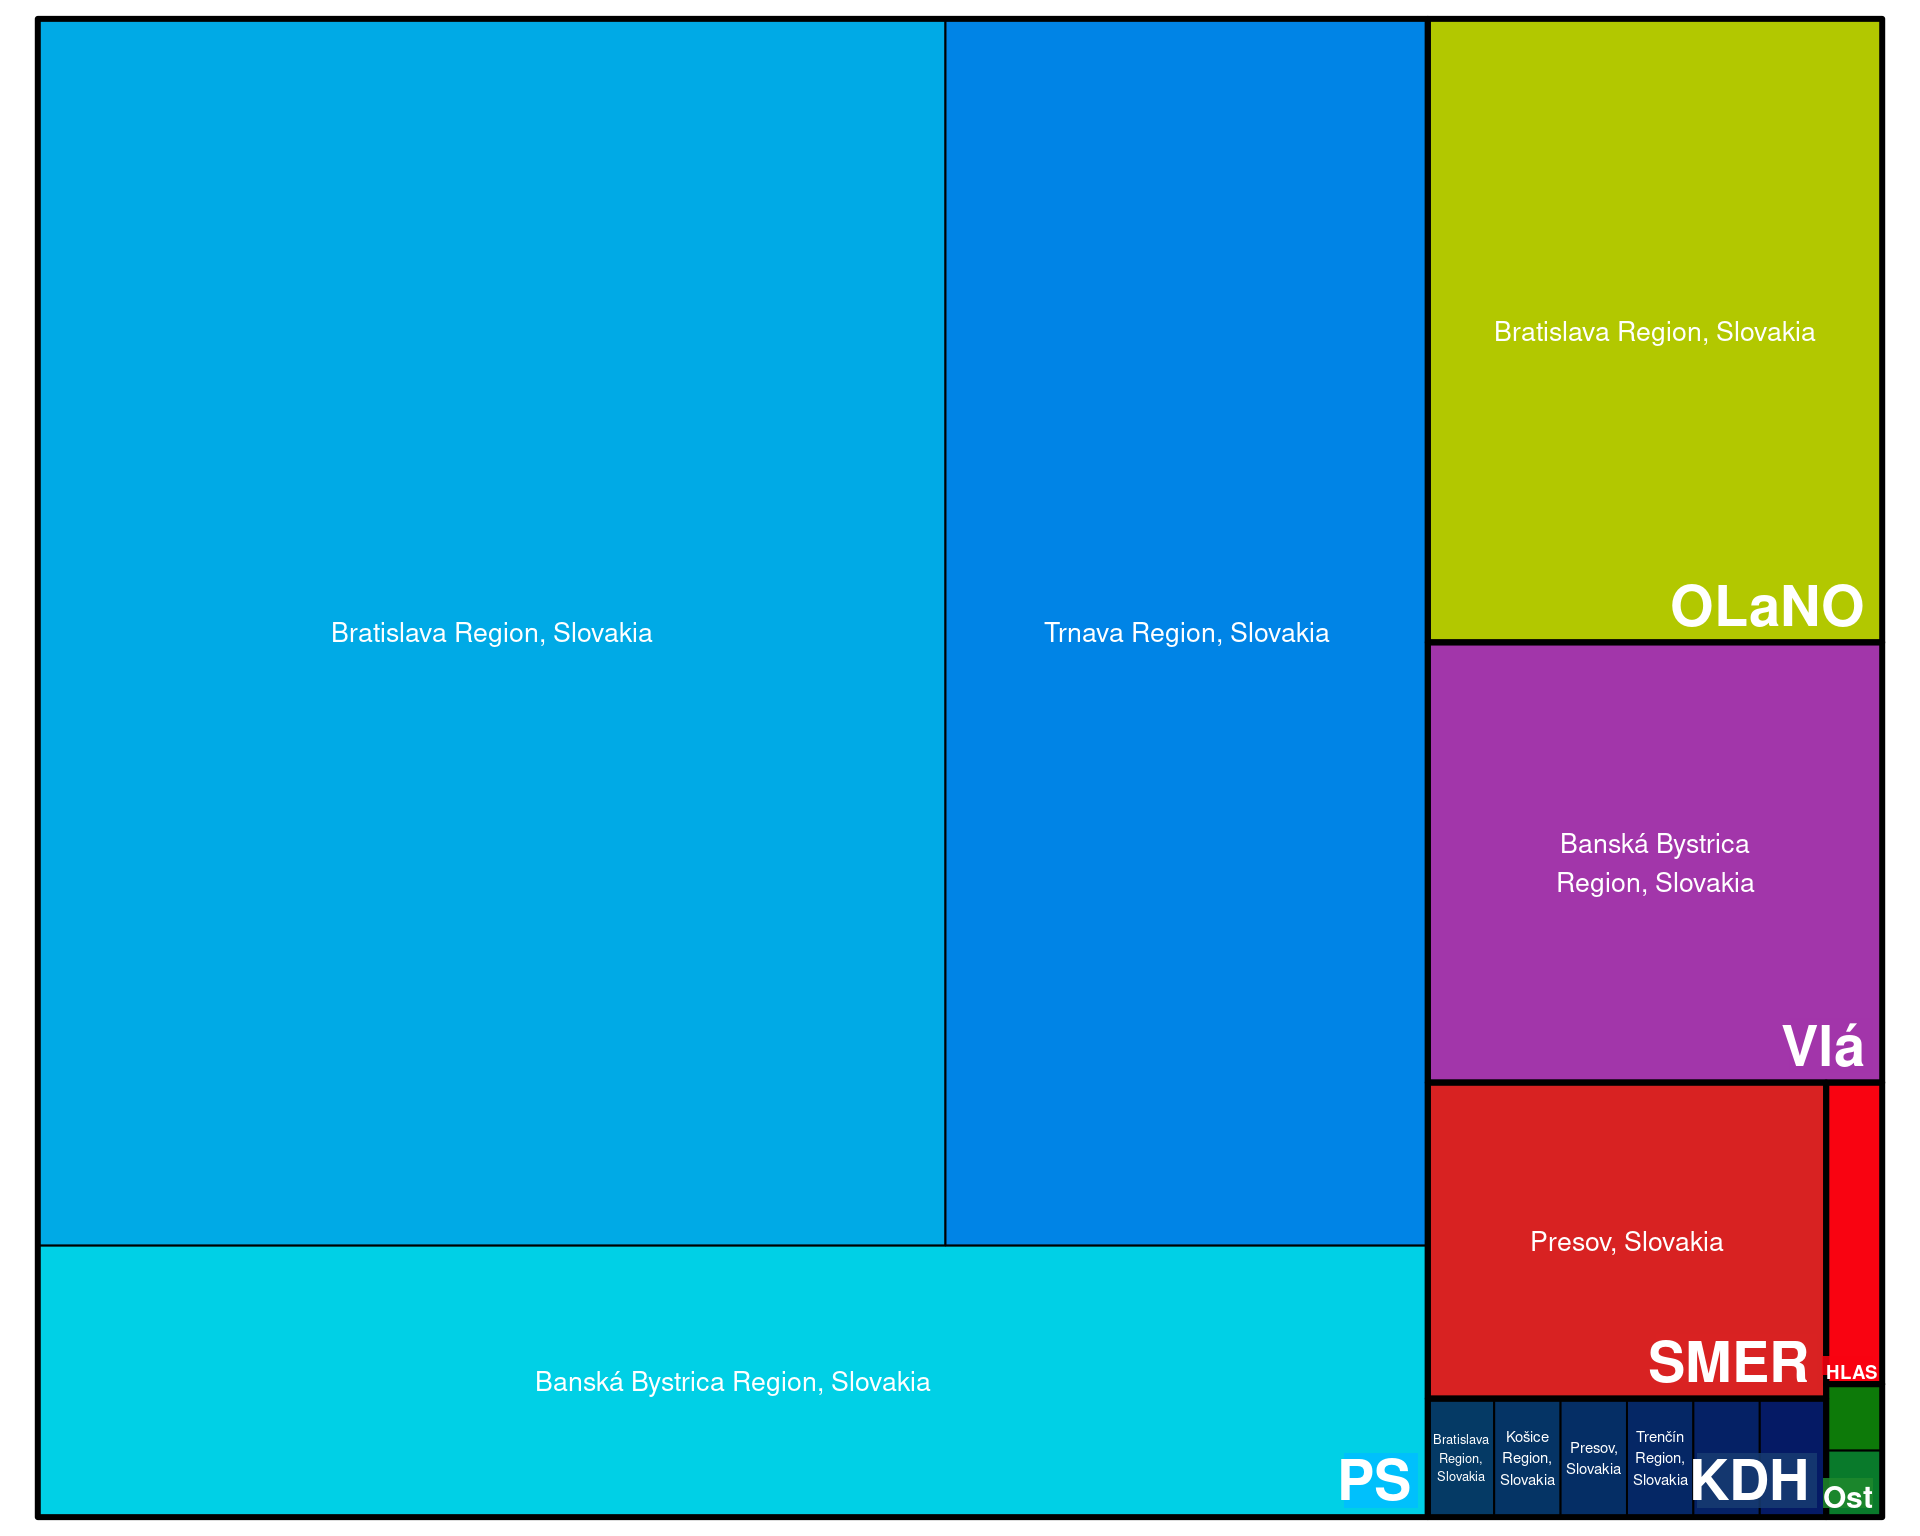 Bratislava Region, Slovakia
Trnava Region, Slovakia
Banská Bystrica Region, Slovakia
PS
Bratislava Region, Slovakia
OLaNO
Banská Bystrica
Region, Slovakia
Vlá
Presov, Slovakia
SMER
HLAS
Bratislava
Region,
Slovakia
Košice
Region,
Slovakia
Presov,
Slovakia
Trenčín
Region,
Slovakia
KDH
Ost